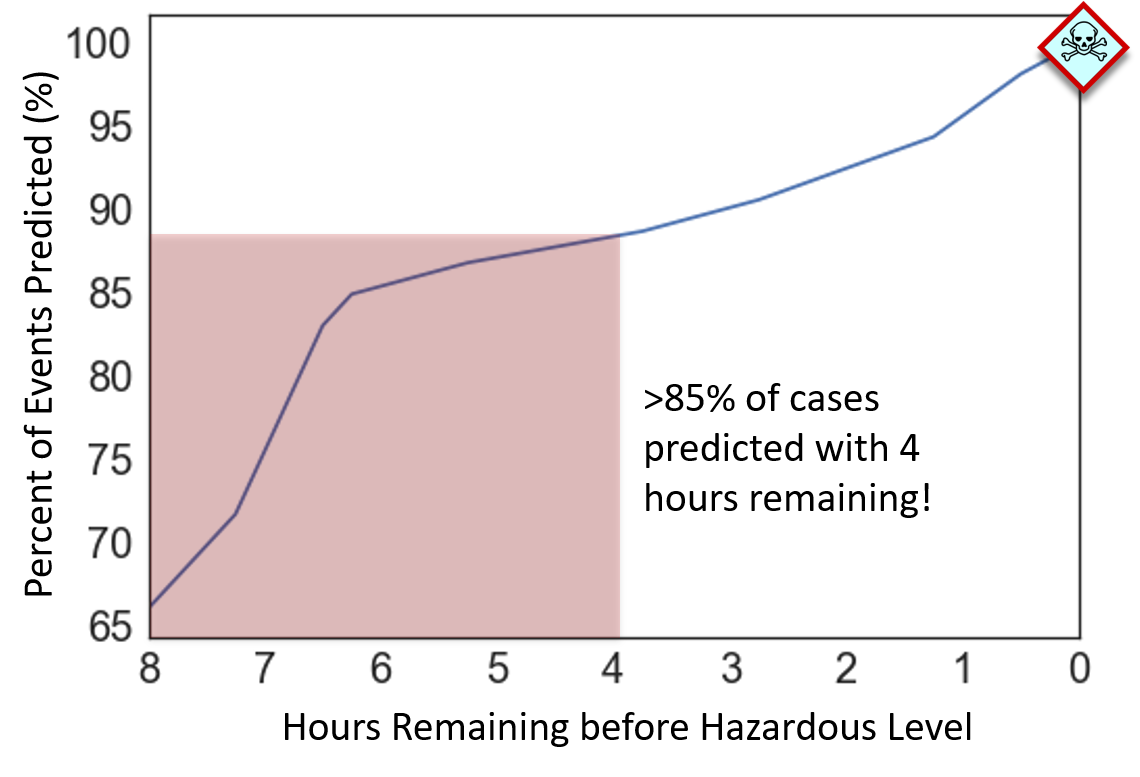 100
95
90
85
80
75
70
65
Percent of Events Predicted (%)
>85% of cases
predicted with 4
hours remaining!
8 7 6 5 4 3 2 1 0
Hours Remaining before Hazardous Level